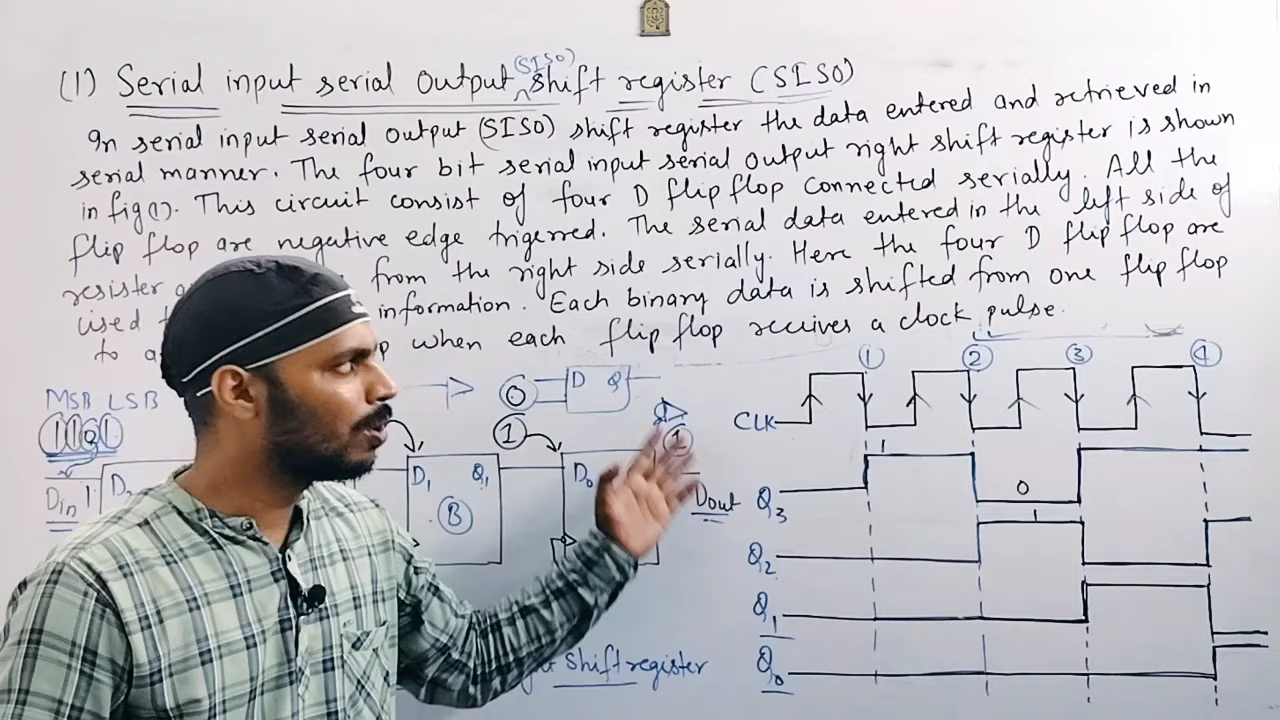 (1) Serial input serial output (SISO) shift register (SISO)
In serial input serial output (SISO) shift register the data entered and retrieved in
serial manner. The four bit serial input serial output right shift register is shown
in fig(1). This circuit consist of four D flip flop connected serially. All the
flip flop are negative edge trigerred. The serial data entered in the left side of
resister from the right side serially. Here the four D flip flop are
used information. Each binary data is shifted from one flip flop
to when each flip flop receives a clock pulse.
① ② ③ ④
MSB LSB
1101
0 D Q
1 1
CLK
Din 1 D1 Q1 D0 Dout
B
1
Q3
0
1
Q2
Q1
shift register
Q0